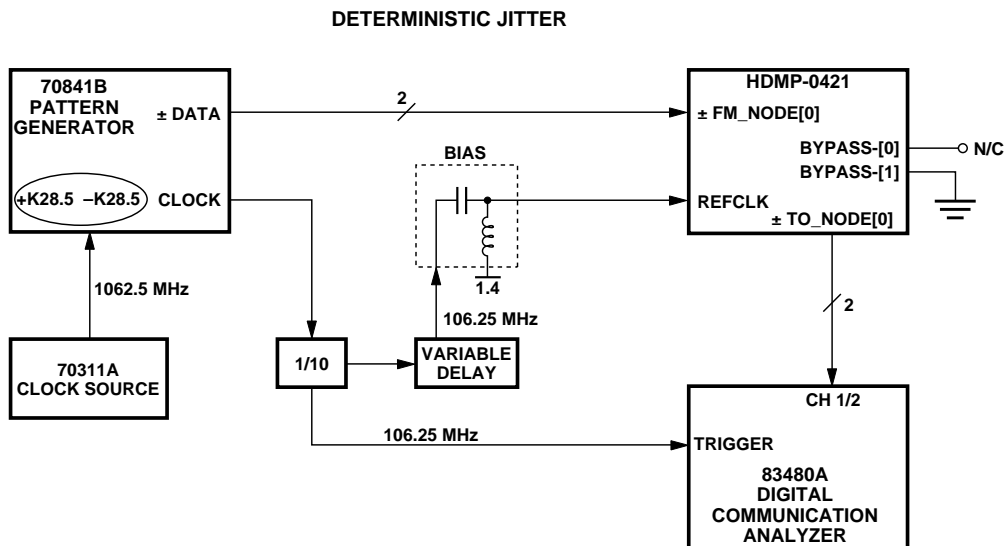 DETERMINISTIC JITTER
70841B
PATTERN
GENERATOR
± DATA
+K28.5 –K28.5
CLOCK
2
HDMP-0421
± FM_NODE[0]
BYPASS-[0]
N/C
BYPASS-[1]
REFCLK
± TO_NODE[0]
BIAS
1.4
1062.5 MHz
106.25 MHz
2
70311A
CLOCK SOURCE
1/10
VARIABLE
DELAY
106.25 MHz
CH 1/2
TRIGGER
83480A
DIGITAL
COMMUNICATION
ANALYZER